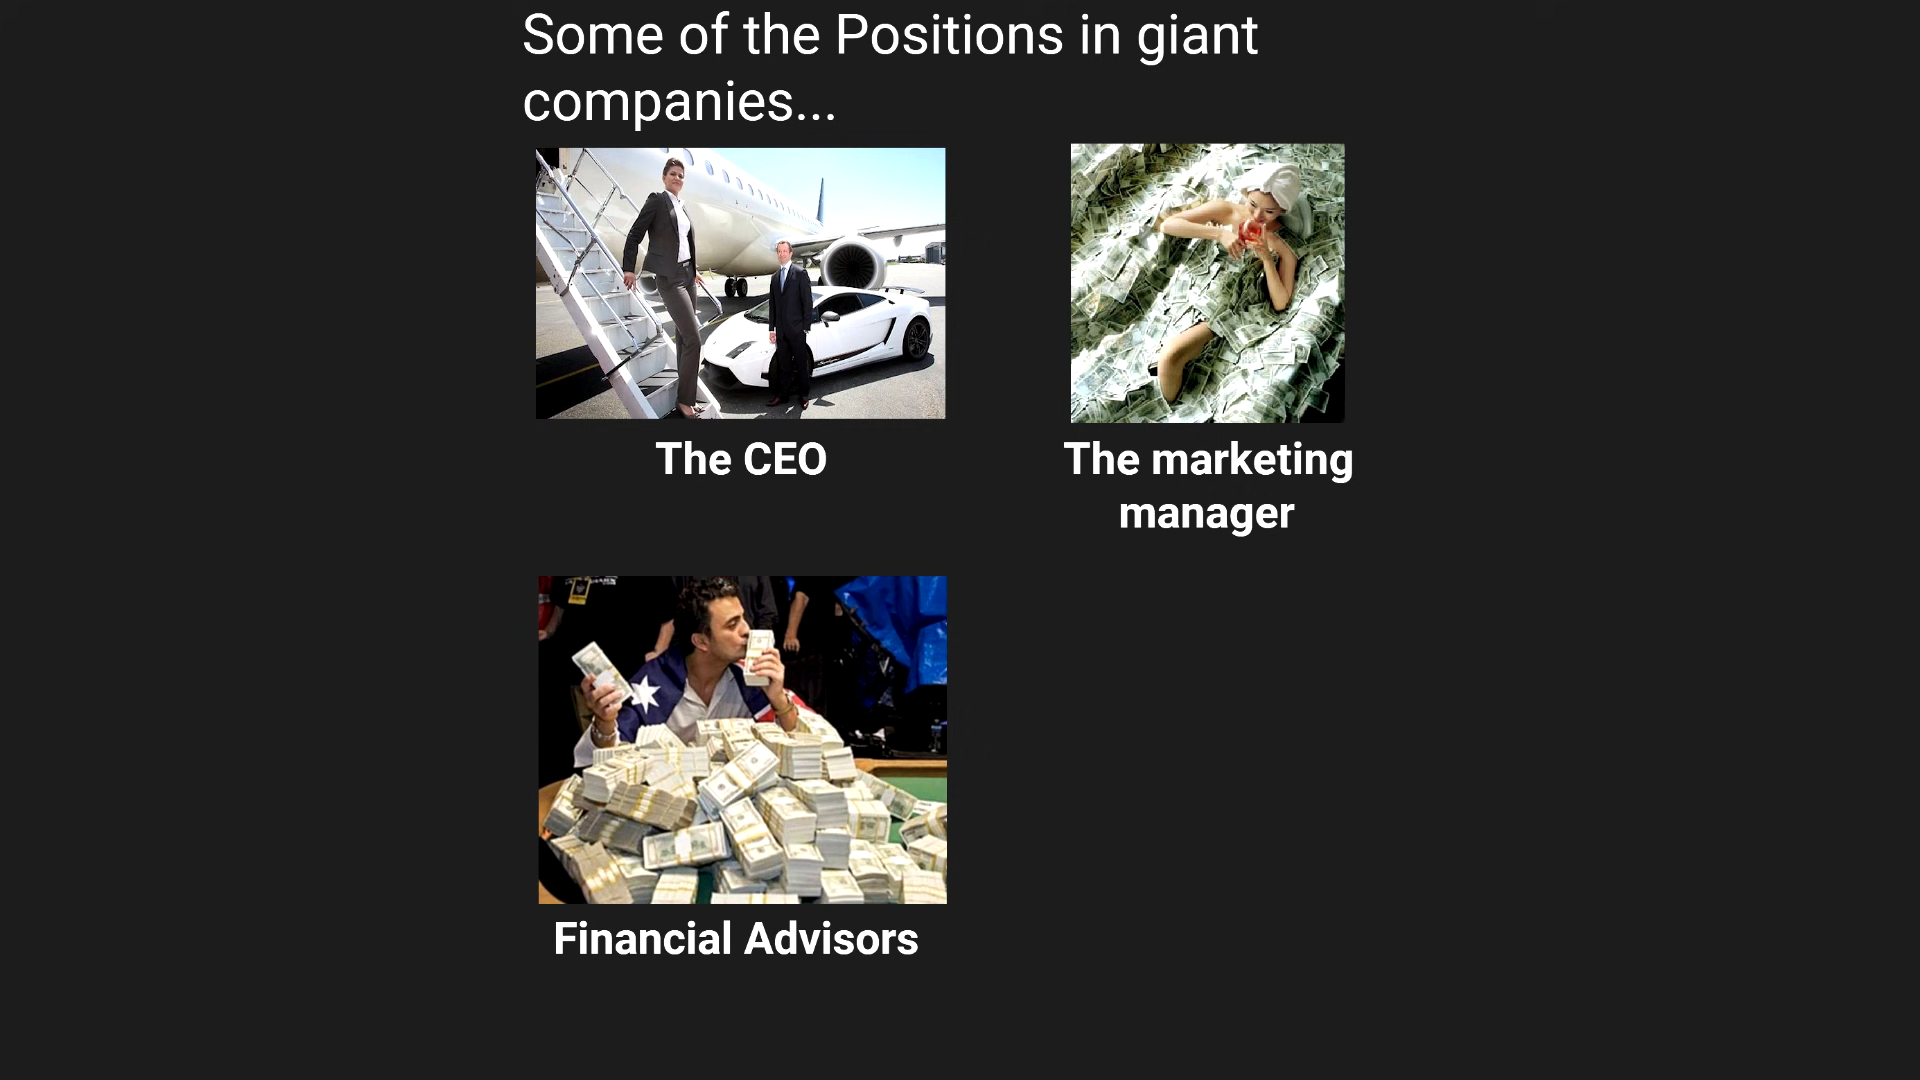 Some of the Positions in giant
companies...
The CEO
The marketing
manager
Financial Advisors